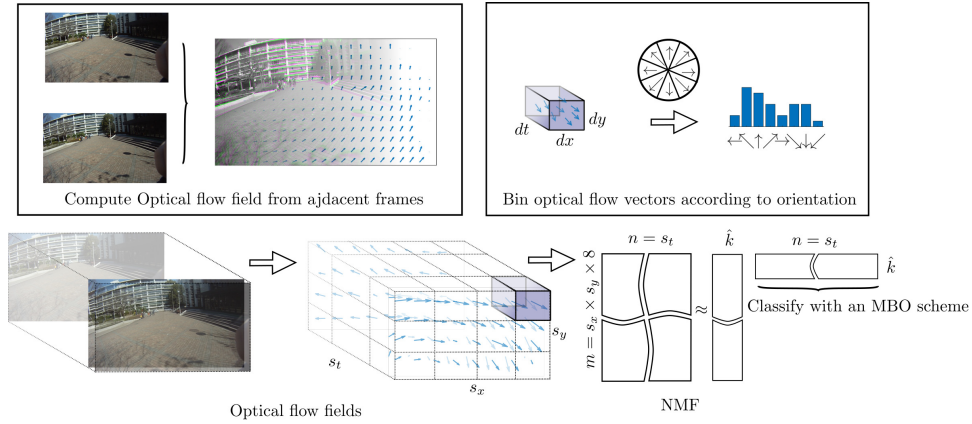 Compute Optical flow field from ajdacent frames
dt
dx
dy
Bin optical flow vectors according to orientation
Optical flow fields
s_t
s_x
s_y
m = s_x × s_y × 8
n = s_t
≈
k̂
NMF
n = s_t
k̂
Classify with an MBO scheme